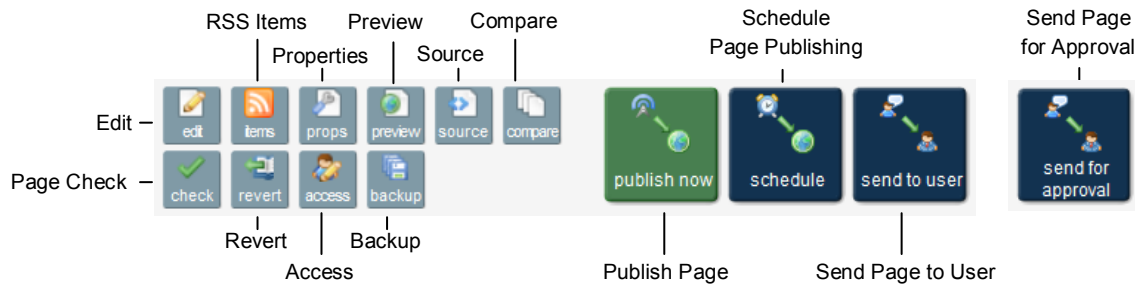 RSS Items
Preview
Compare
Schedule
Page Publishing
Send Page
for Approval
Properties
Source
Edit
edit
items
props
preview
source
compare
publish now
schedule
send to user
send for
approval
Page Check
check
revert
access
backup
Revert
Backup
Access
Publish Page
Send Page to User